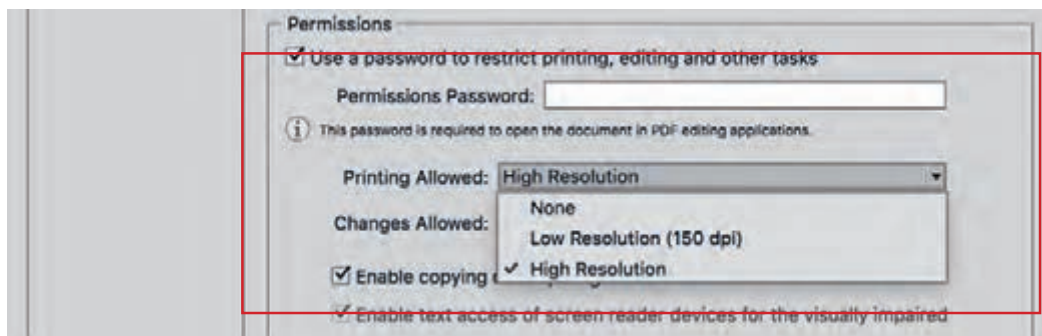 Permissions
Use a password to restrict printing, editing and other tasks
Permissions Password:
This password is required to open the document in PDF editing applications.
Printing Allowed: High Resolution
None
Changes Allowed:
Low Resolution (150 dpi)
High Resolution
Enable copying
Enable text access of screen reader devices for the visually impaired